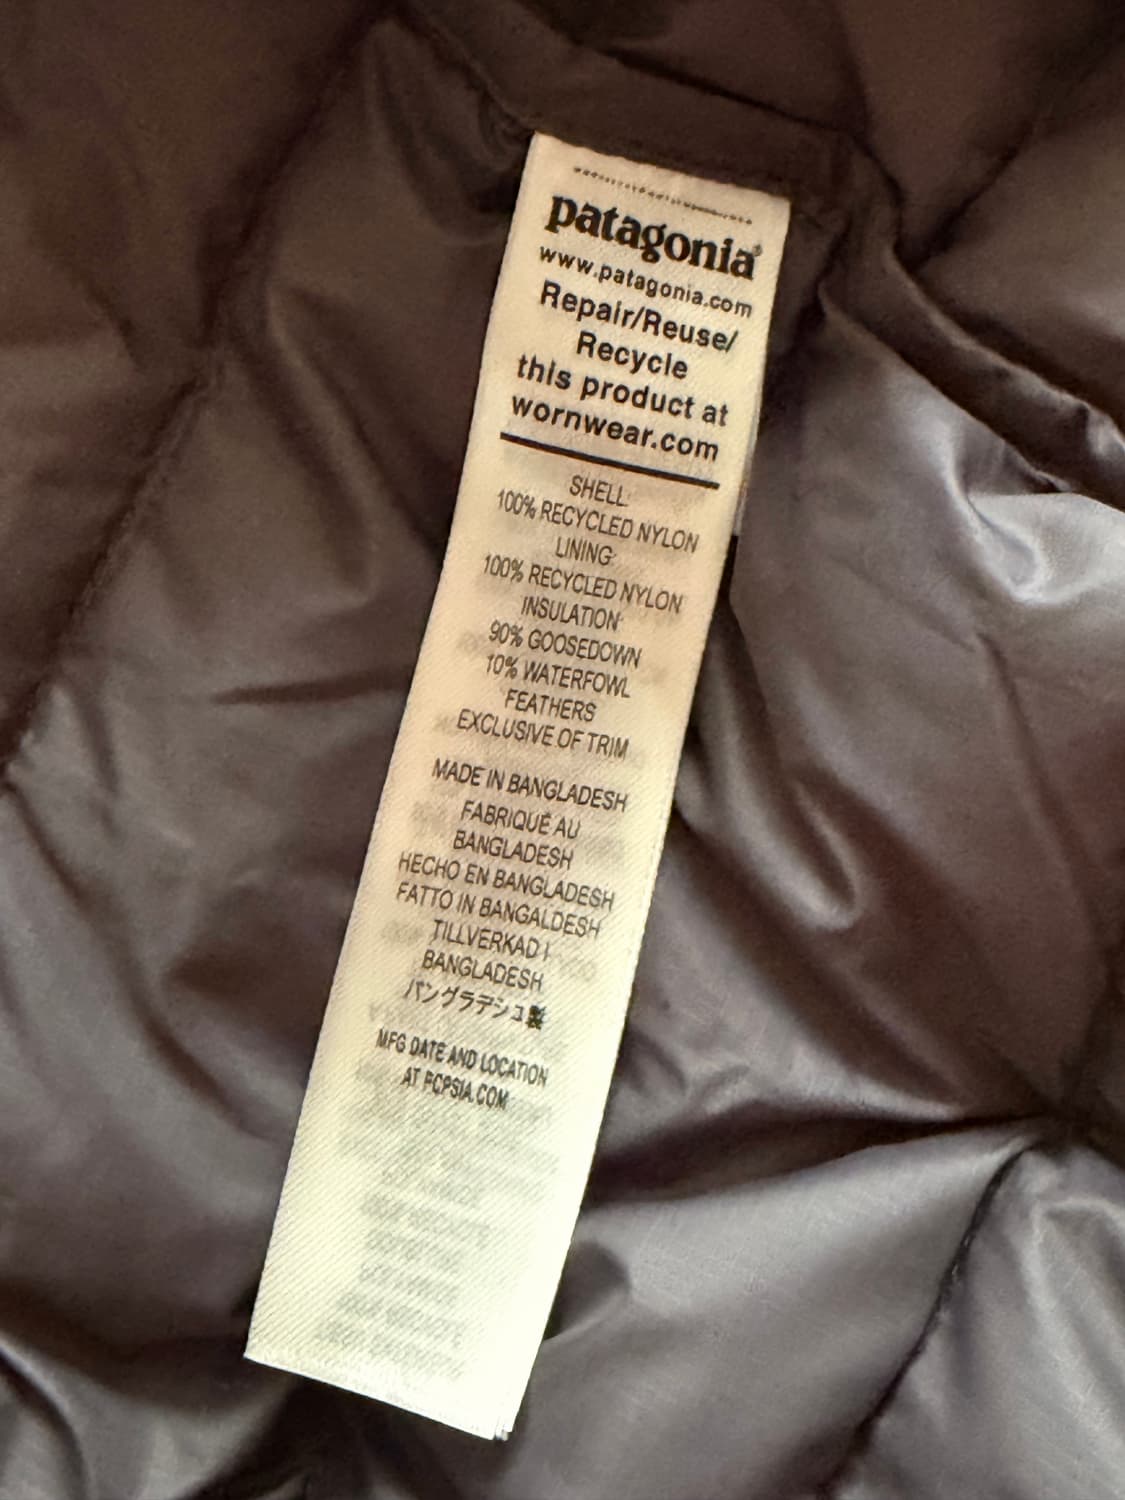 patagonia®
www.patagonia.com
Repair/Reuse/
Recycle
this product at
wornwear.com
SHELL:
100% RECYCLED NYLON
LINING:
100% RECYCLED NYLON
INSULATION:
90% GOOSEDOWN
10% WATERFOWL
FEATHERS
EXCLUSIVE OF TRIM
MADE IN BANGLADESH
FABRIQUÉ AU
BANGLADESH
HECHO EN BANGLADESH
FATTO IN BANGALDESH
TILLVERKAD I
BANGLADESH
バングラデシュ製
MFG DATE AND LOCATION
AT PCPSIA.COM